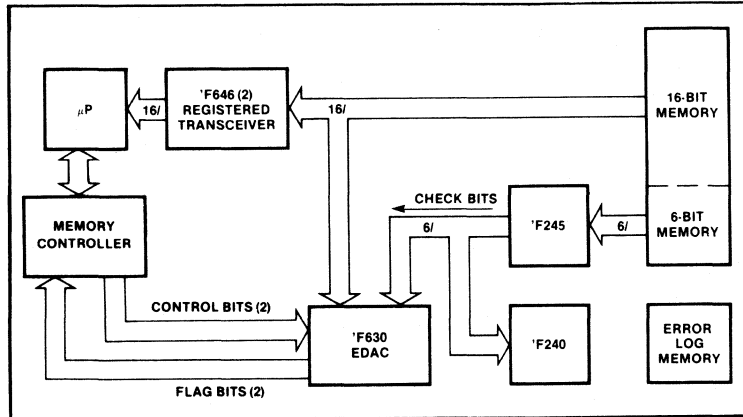 μP
16/
'F646 (2)
REGISTERED
TRANSCEIVER
16/
16-BIT
MEMORY
MEMORY
CONTROLLER
CHECK BITS
6/
'F245
6/
6-BIT
MEMORY
CONTROL BITS (2)
'F630
EDAC
'F240
ERROR
LOG
MEMORY
FLAG BITS (2)